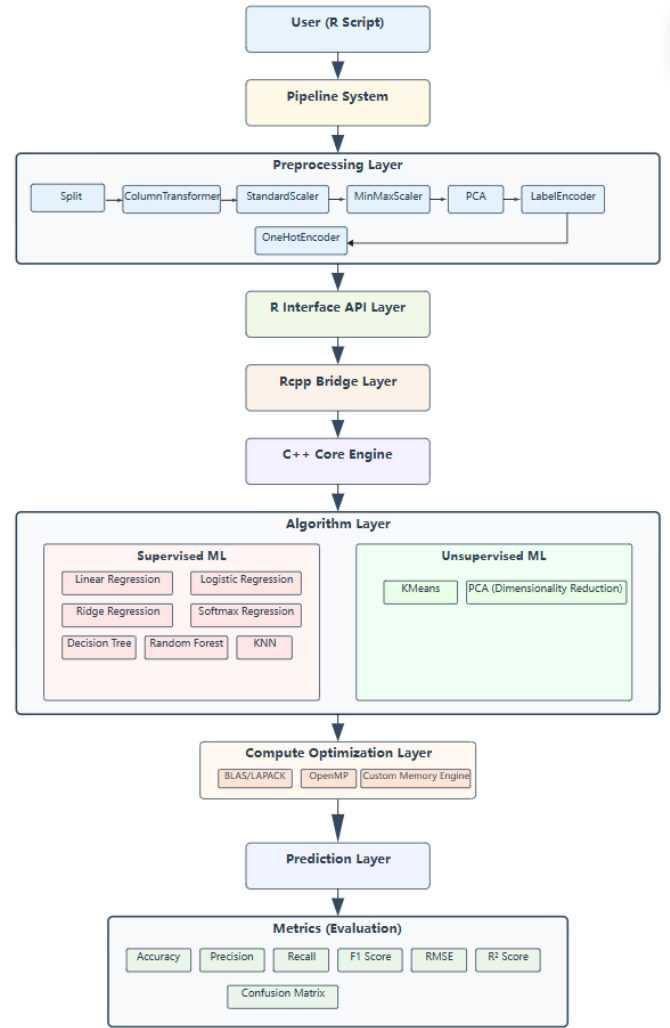 User (R Script)
Pipeline System
Preprocessing Layer
Split
ColumnTransformer
StandardScaler
MinMaxScaler
PCA
LabelEncoder
OneHotEncoder
R Interface API Layer
Rcpp Bridge Layer
C++ Core Engine
Algorithm Layer
Supervised ML
Linear Regression
Logistic Regression
Ridge Regression
Softmax Regression
Decision Tree
Random Forest
KNN
Unsupervised ML
KMeans
PCA (Dimensionality Reduction)
Compute Optimization Layer
BLAS/LAPACK
OpenMP
Custom Memory Engine
Prediction Layer
Metrics (Evaluation)
Accuracy
Precision
Recall
F1 Score
RMSE
R² Score
Confusion Matrix